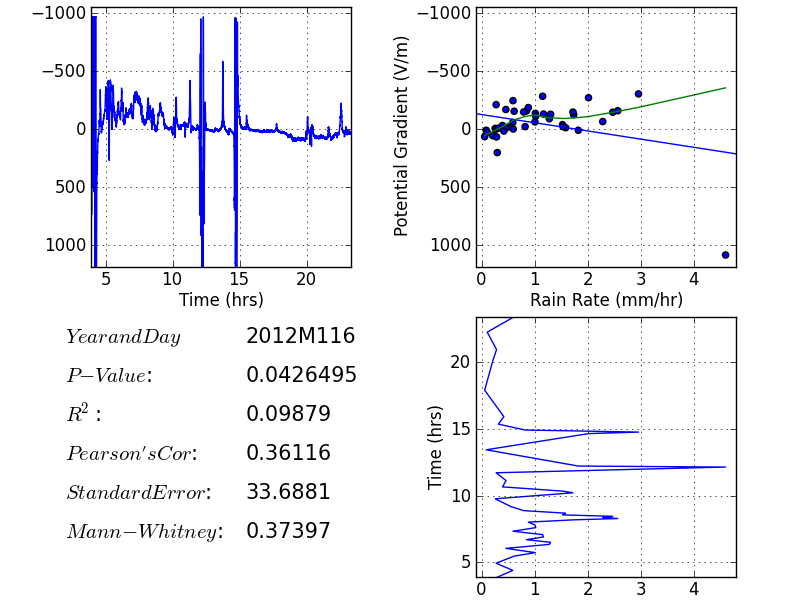 −1000
−500
0
500
1000
5 10 15 20
Time (hrs)
Potential Gradient (V/m)
−1000
−500
0
500
1000
0 1 2 3 4
Rain Rate (mm/hr)
YearandDay 2012M116
P−Value: 0.0426495
R²: 0.09879
Pearson'sCor: 0.36116
StandardError: 33.6881
Mann−Whitney: 0.37397
Time (hrs)
20
15
10
5
0 1 2 3 4